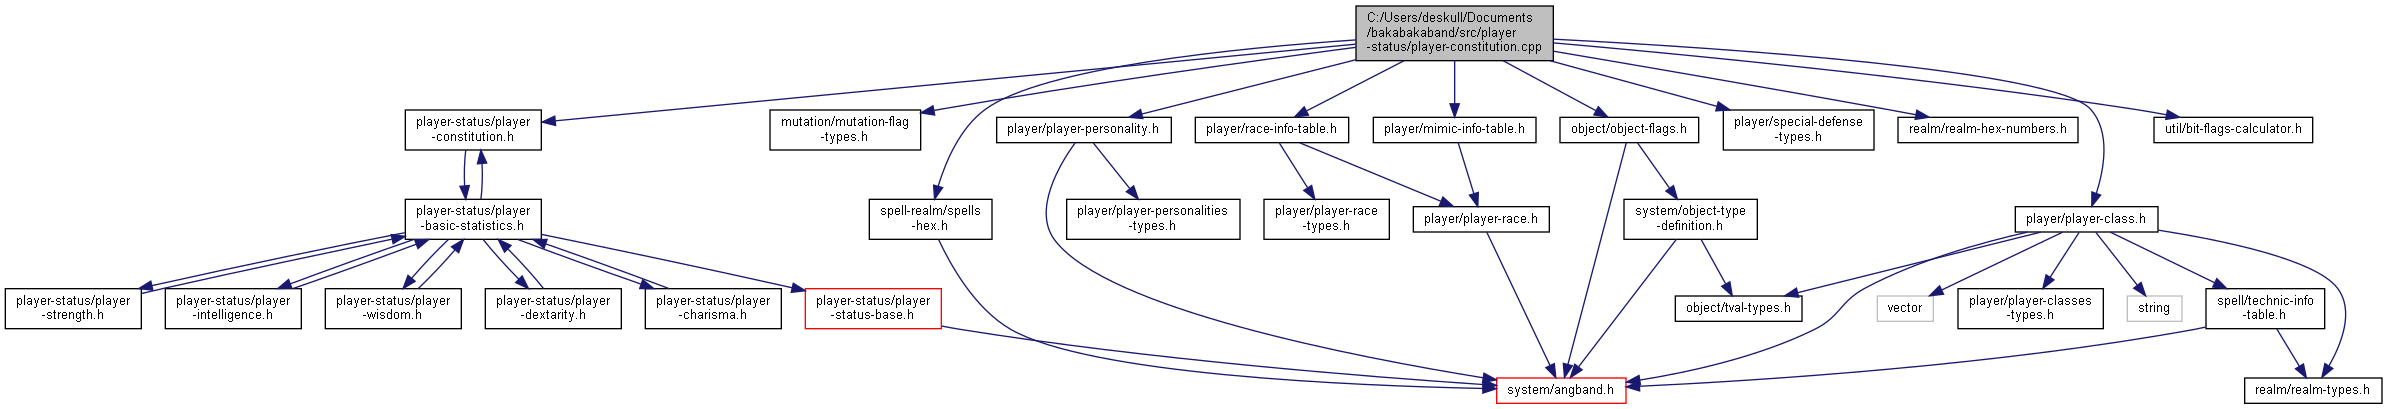 C:/Users/deskull/Documents
/bakabakaband/src/player
-status/player-constitution.cpp
player-status/player
-constitution.h
mutation/mutation-flag
-types.h
player/player-personality.h
player/race-info-table.h
player/mimic-info-table.h
object/object-flags.h
player/special-defense
-types.h
realm/realm-hex-numbers.h
util/bit-flags-calculator.h
player-status/player
-basic-statistics.h
spell-realm/spells
-hex.h
player/player-personalities
-types.h
player/player-race
-types.h
player/player-race.h
system/object-type
-definition.h
player/player-class.h
player-status/player
-strength.h
player-status/player
-intelligence.h
player-status/player
-wisdom.h
player-status/player
-dextarity.h
player-status/player
-charisma.h
player-status/player
-status-base.h
object/tval-types.h
vector
player/player-classes
-types.h
string
spell/technic-info
-table.h
system/angband.h
realm/realm-types.h